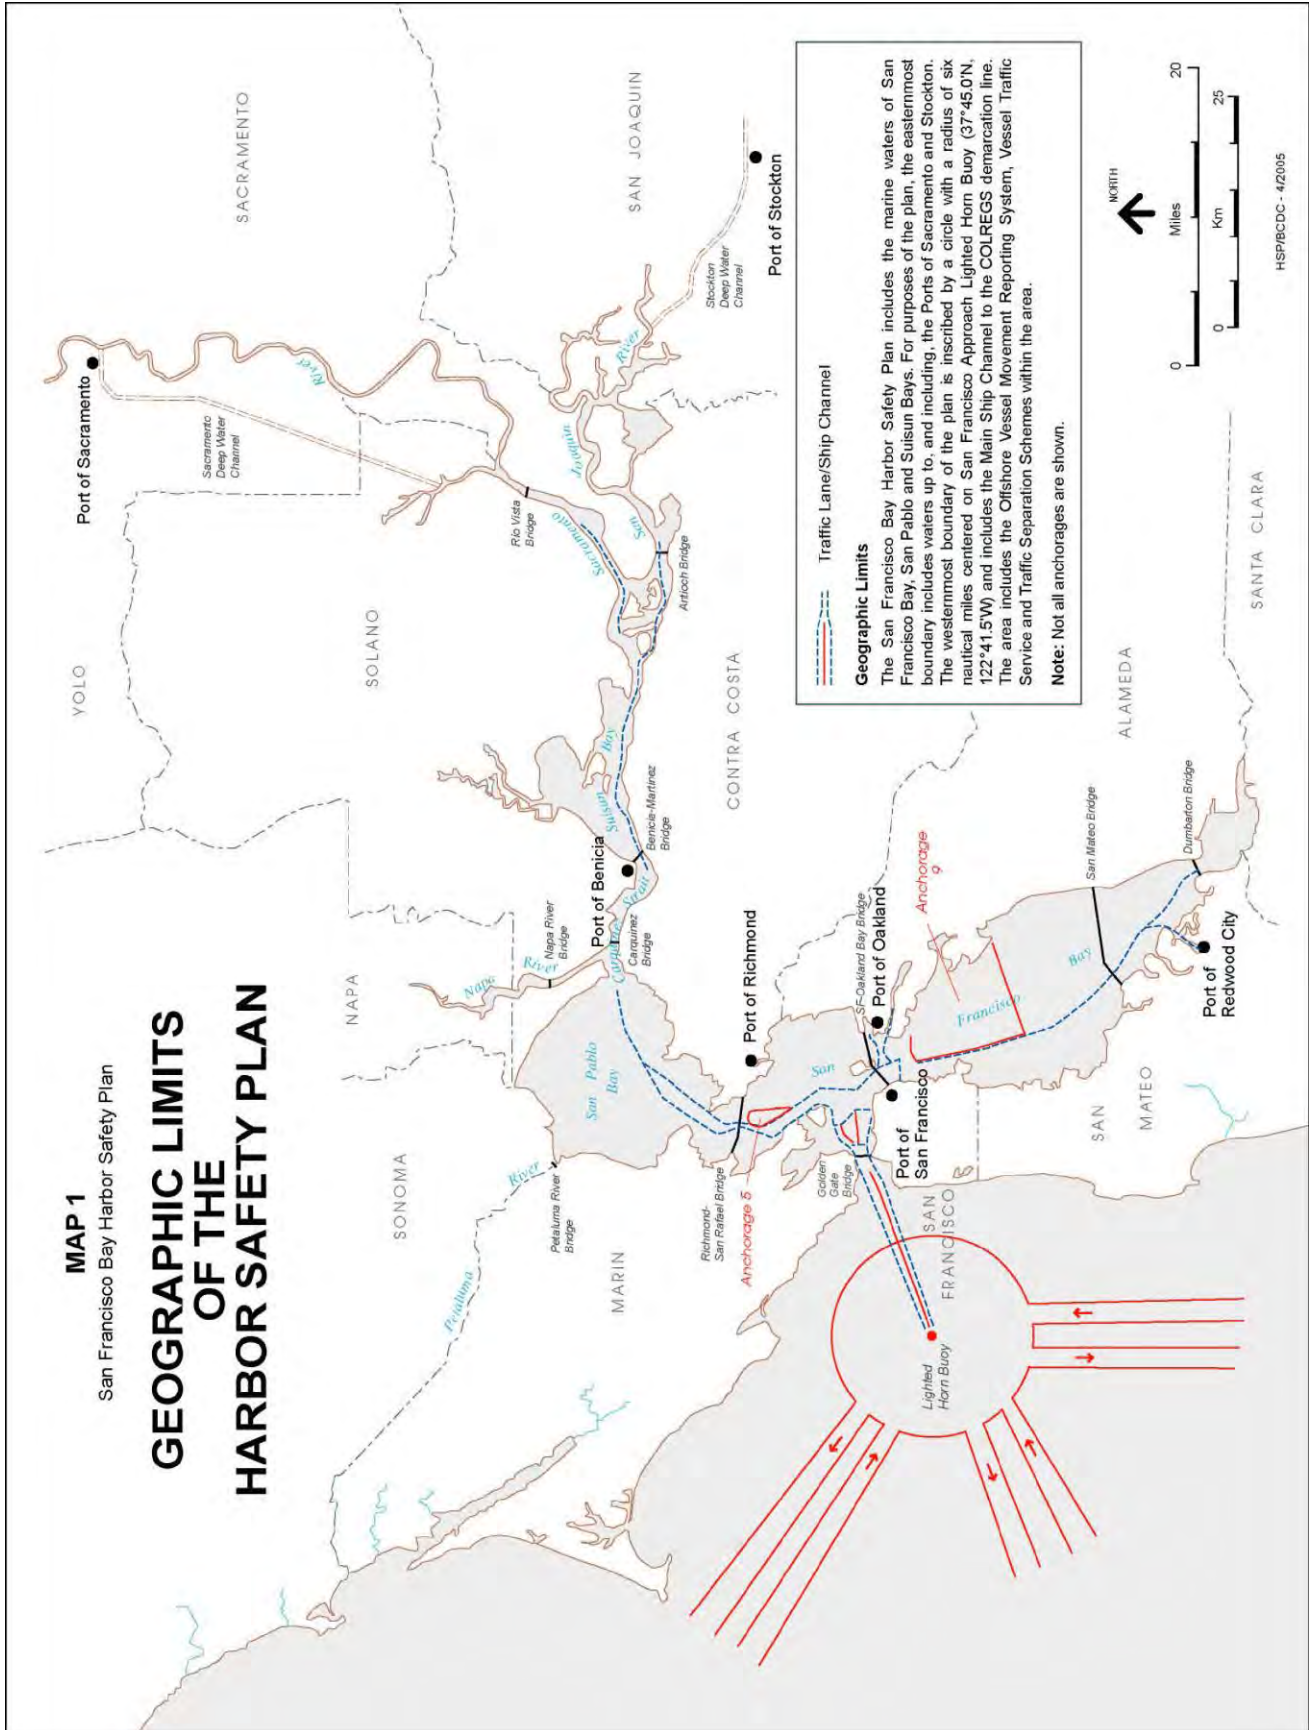 MAP 1
San Francisco Bay Harbor Safety Plan
GEOGRAPHIC LIMITS
OF THE
HARBOR SAFETY PLAN
YOLO
SACRAMENTO
Port of Sacramento
Sacramento
Deep Water
Channel
River
SAN JOAQUIN
NAPA
SOLANO
SONOMA
Petaluma
River
Petaluma River
Bridge
Napa
River
Napa River
Bridge
Rio Vista
Bridge
Sacramento
San
Joaquin
River
Stockton
Deep Water
Channel
Port of Stockton
Antioch Bridge
MARIN
San Pablo
Bay
Port of Benicia
Carquinez
Strait
Carquinez
Bridge
Suisun
Bay
Benicia-Martinez
Bridge
CONTRA COSTA
Richmond-
San Rafael Bridge
Anchorage 5
Port of Richmond
San
Golden
Gate
Bridge
SF-Oakland Bay Bridge
Port of Oakland
Port of
San Francisco
SAN
FRANCISCO
Lighted
Horn Buoy
Anchorage
9
Francisco
Bay
SAN
MATEO
San Mateo Bridge
ALAMEDA
Dumbarton Bridge
Port of
Redwood City
SANTA CLARA
Traffic Lane/Ship Channel
Geographic Limits
The San Francisco Bay Harbor Safety Plan includes the marine waters of San
Francisco Bay, San Pablo and Suisun Bays. For purposes of the plan, the easternmost
boundary includes waters up to, and including, the Ports of Sacramento and Stockton.
The westernmost boundary of the plan is inscribed by a circle with a radius of six
nautical miles centered on San Francisco Approach Lighted Horn Buoy (37°45.0'N,
122°41.5'W) and includes the Main Ship Channel to the COLREGS demarcation line.
The area includes the Offshore Vessel Movement Reporting System, Vessel Traffic
Service and Traffic Separation Schemes within the area.
Note: Not all anchorages are shown.
NORTH
Miles
0
20
Km
0
25
HSP/BCDC - 4/2005